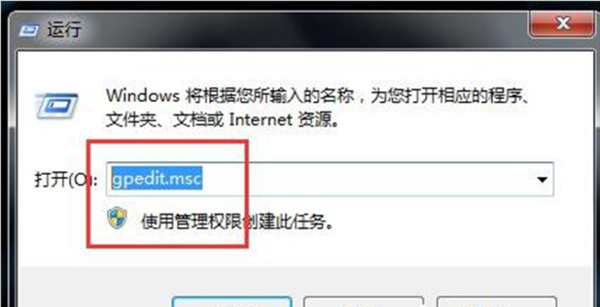 运行
Windows 将根据您所输入的名称，为您打开相应的程序、
文件夹、文档或 Internet 资源。
打开(O): gpedit.msc
使用管理权限创建此任务。